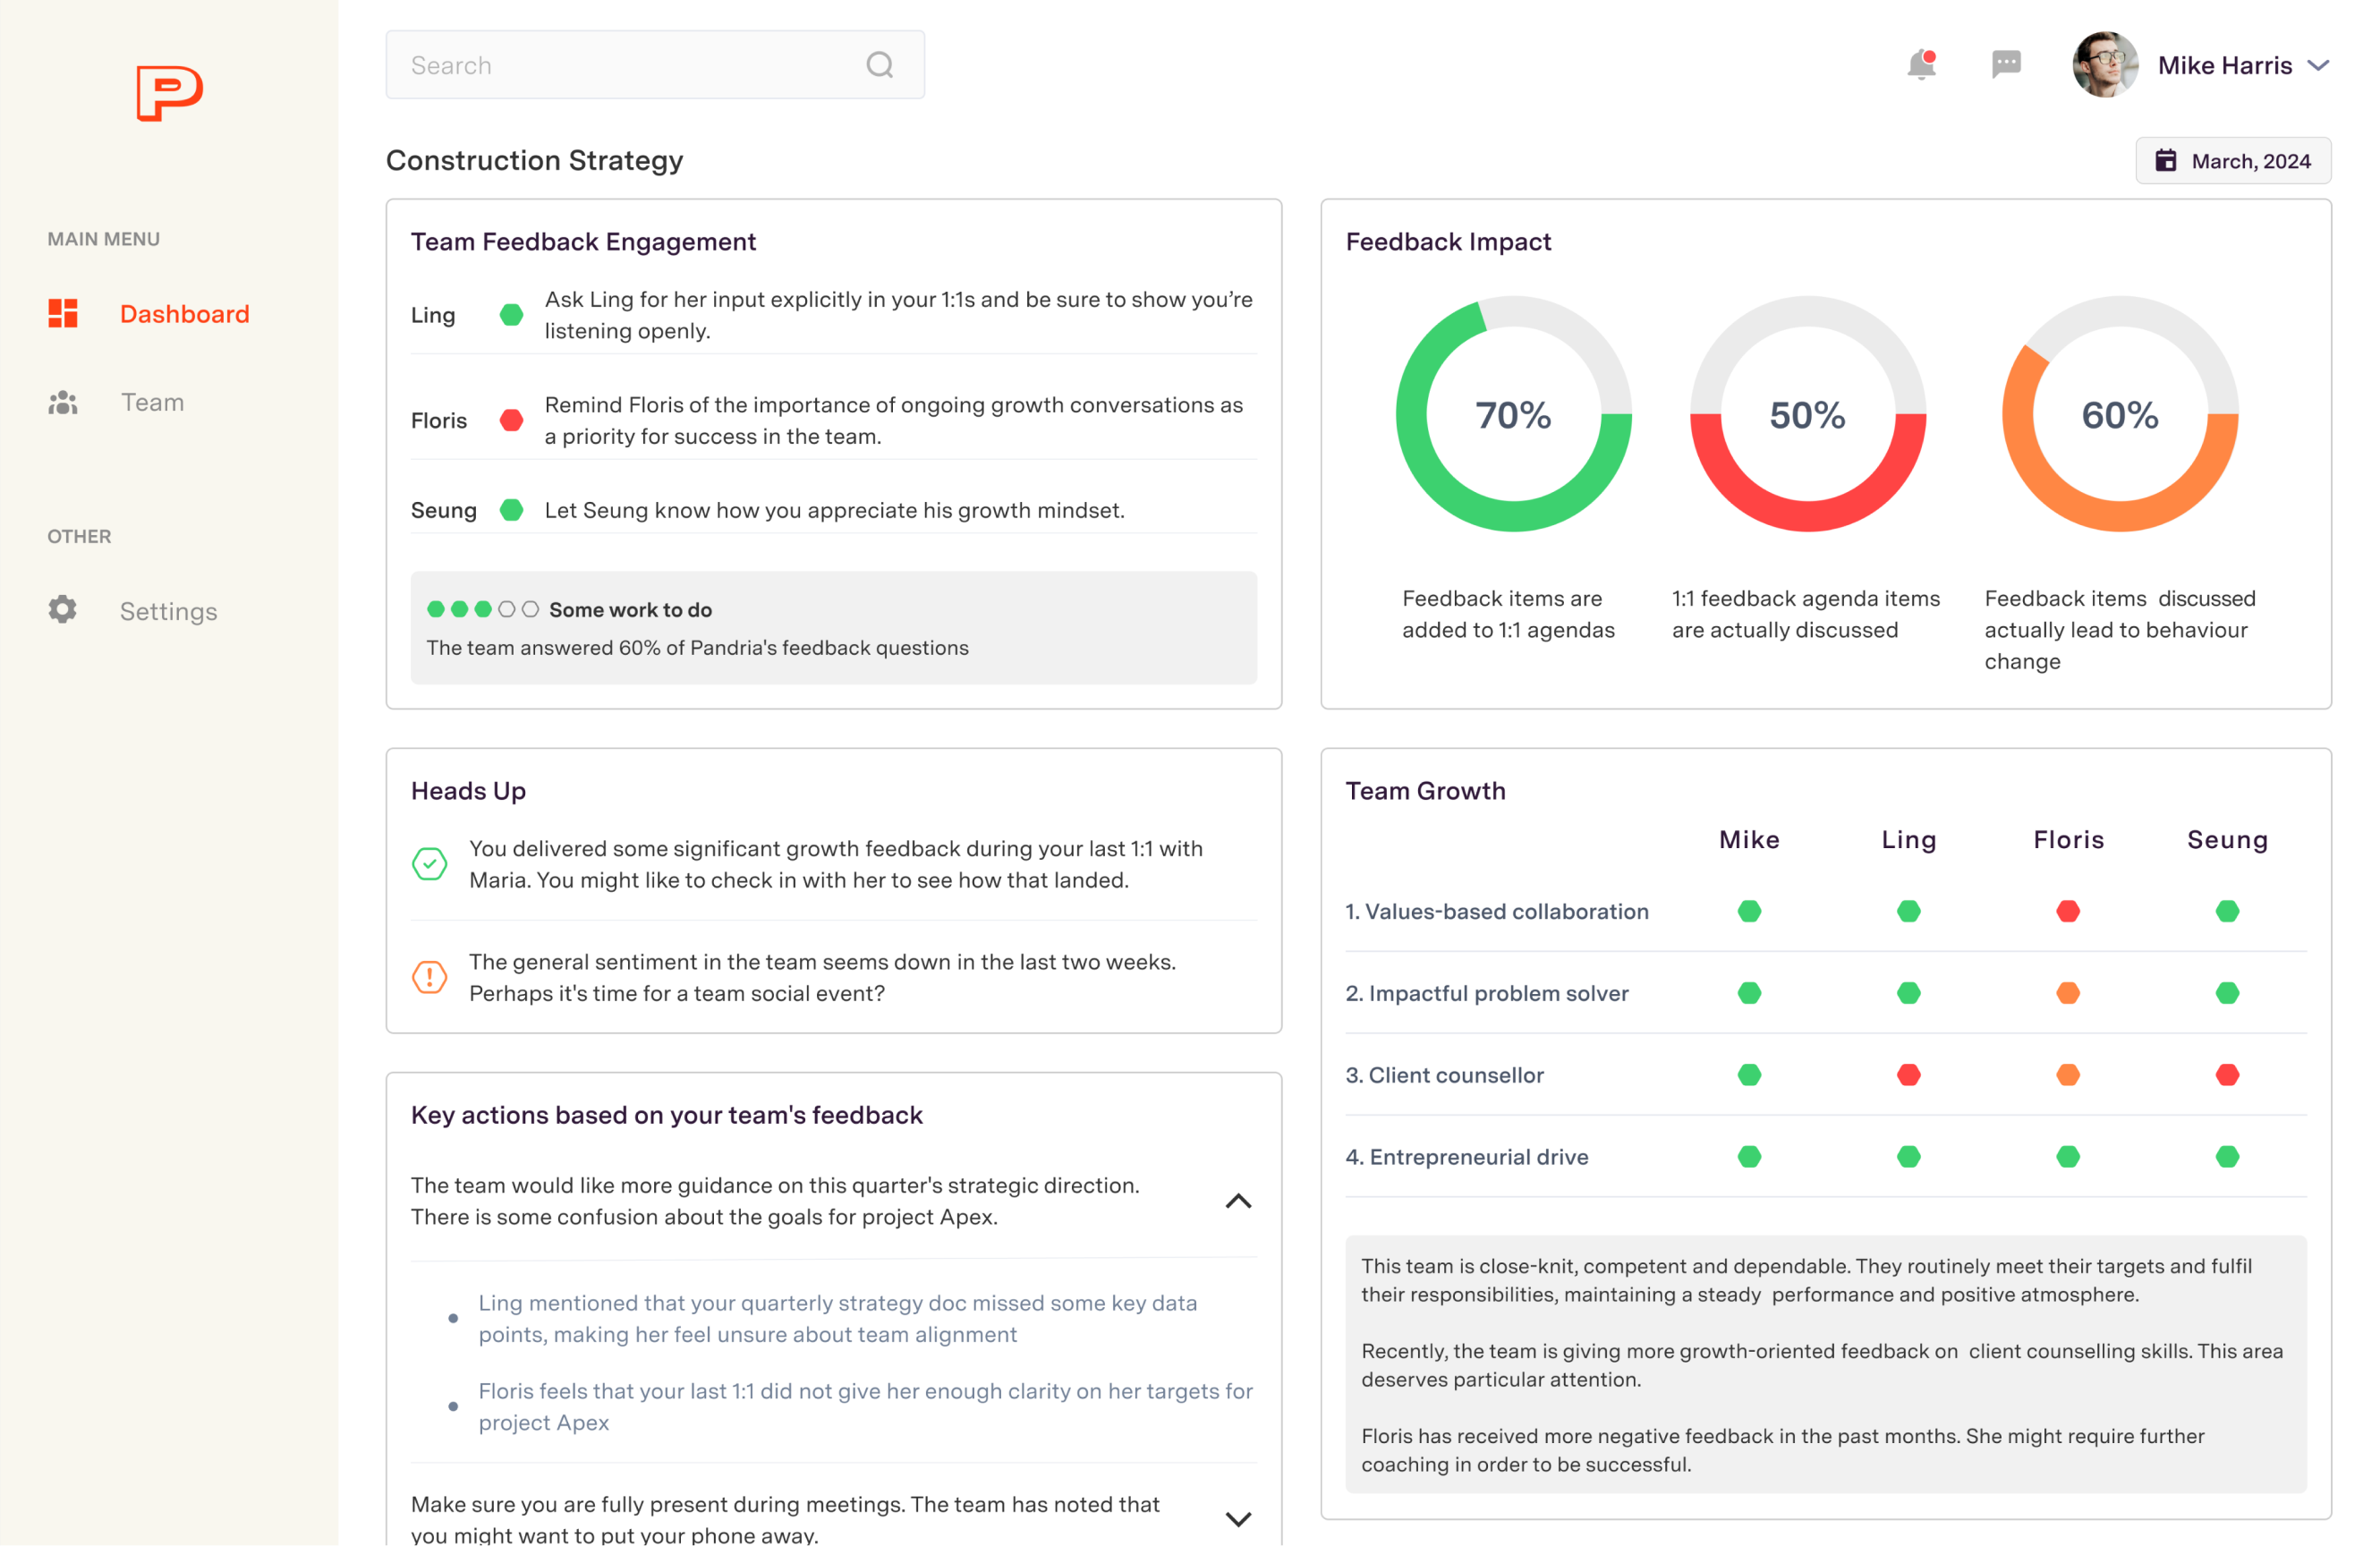 P
Search
Mike Harris
Construction Strategy
March, 2024
MAIN MENU
Dashboard
Team
OTHER
Settings
Team Feedback Engagement
Ling
Ask Ling for her input explicitly in your 1:1s and be sure to show you’re
listening openly.
Floris
Remind Floris of the importance of ongoing growth conversations as
a priority for success in the team.
Seung
Let Seung know how you appreciate his growth mindset.
Some work to do
The team answered 60% of Pandria's feedback questions
Feedback Impact
70%
50%
60%
Feedback items are
added to 1:1 agendas
1:1 feedback agenda items
are actually discussed
Feedback items discussed
actually lead to behaviour
change
Heads Up
You delivered some significant growth feedback during your last 1:1 with
Maria. You might like to check in with her to see how that landed.
The general sentiment in the team seems down in the last two weeks.
Perhaps it's time for a team social event?
Key actions based on your team's feedback
The team would like more guidance on this quarter's strategic direction.
There is some confusion about the goals for project Apex.
Ling mentioned that your quarterly strategy doc missed some key data
points, making her feel unsure about team alignment
Floris feels that your last 1:1 did not give her enough clarity on her targets for
project Apex
Make sure you are fully present during meetings. The team has noted that
you might want to put your phone away.
Team Growth
Mike Ling Floris Seung
1. Values-based collaboration
2. Impactful problem solver
3. Client counsellor
4. Entrepreneurial drive
This team is close-knit, competent and dependable. They routinely meet their targets and fulfil
their responsibilities, maintaining a steady performance and positive atmosphere.
Recently, the team is giving more growth-oriented feedback on client counselling skills. This area
deserves particular attention.
Floris has received more negative feedback in the past months. She might require further
coaching in order to be successful.